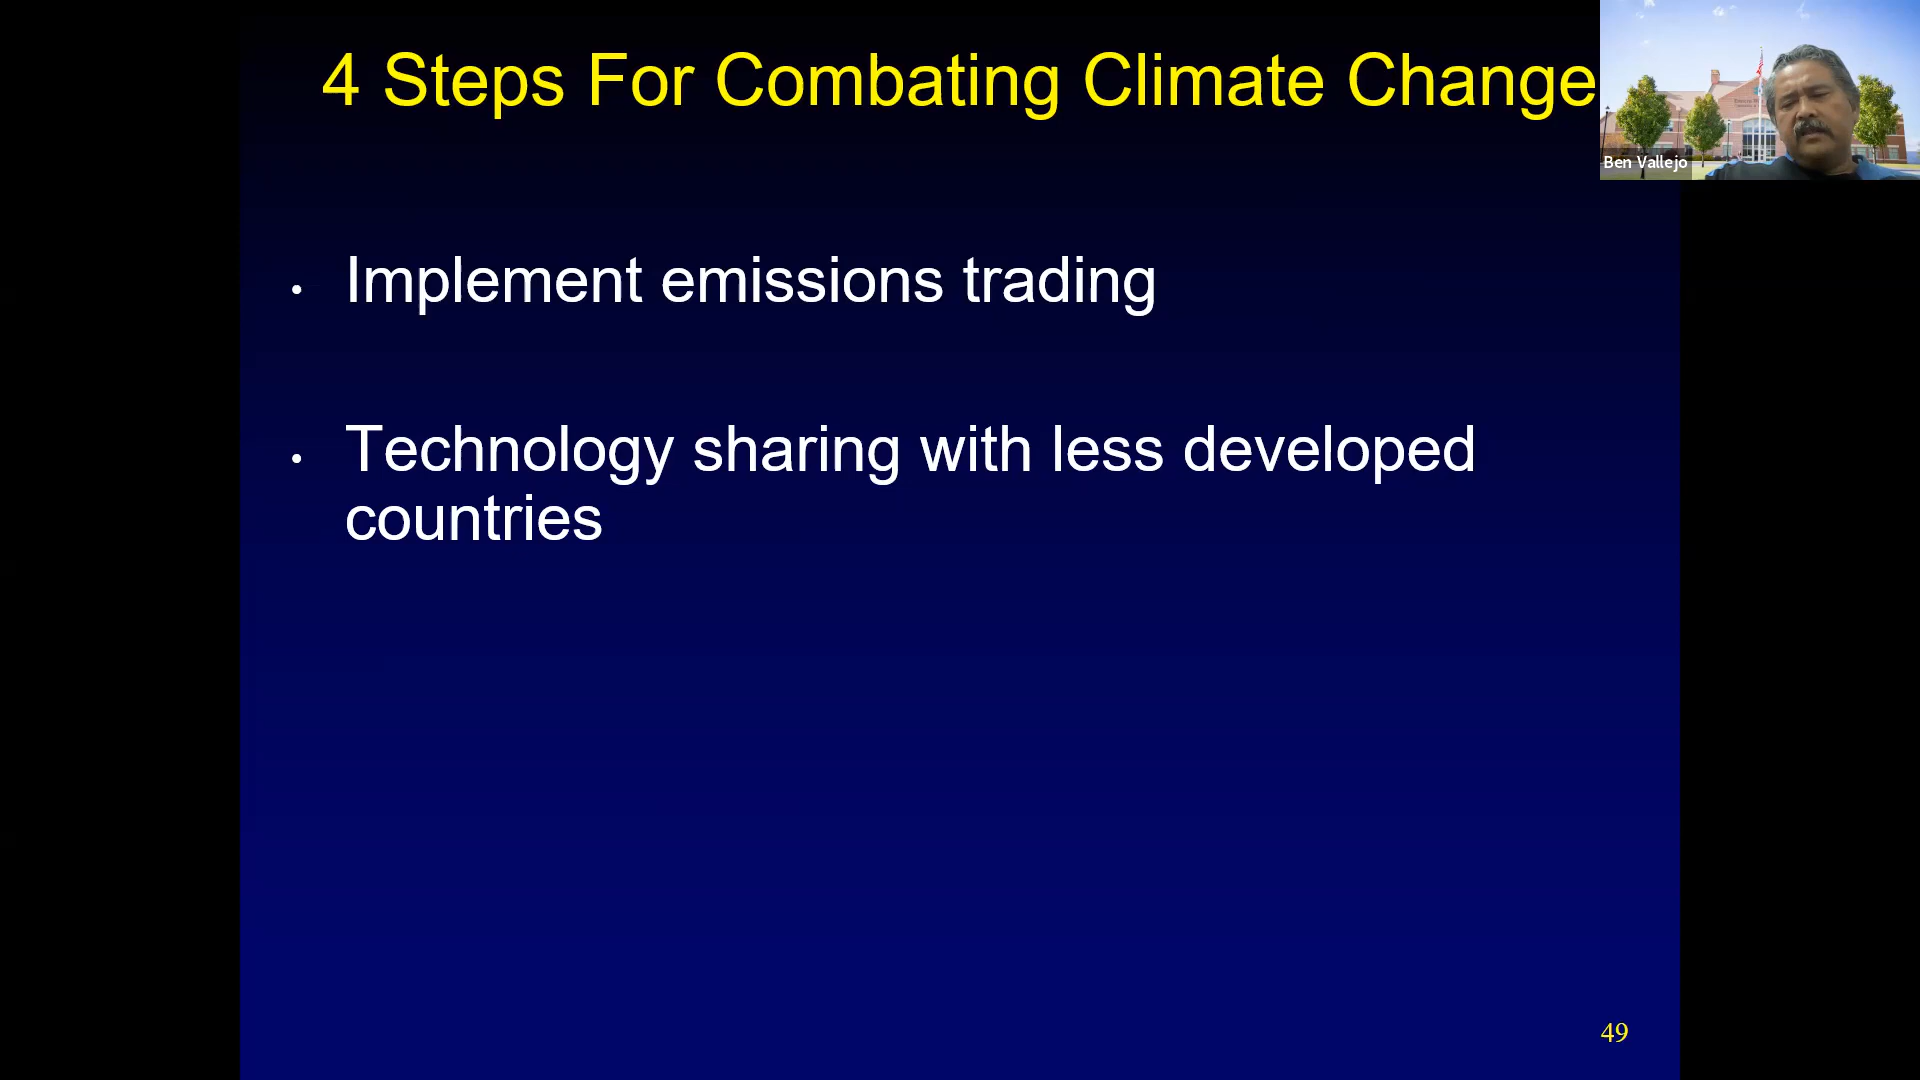 4 Steps For Combating Climate Change
Ben Vallejo
• Implement emissions trading
• Technology sharing with less developed
countries
49